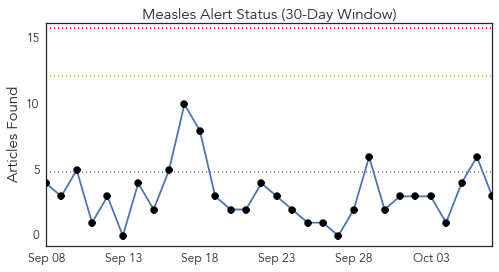 Measles Alert Status (30-Day Window)
Articles Found
15
10
5
0
Sep 08 Sep 13 Sep 18 Sep 23 Sep 28 Oct 03